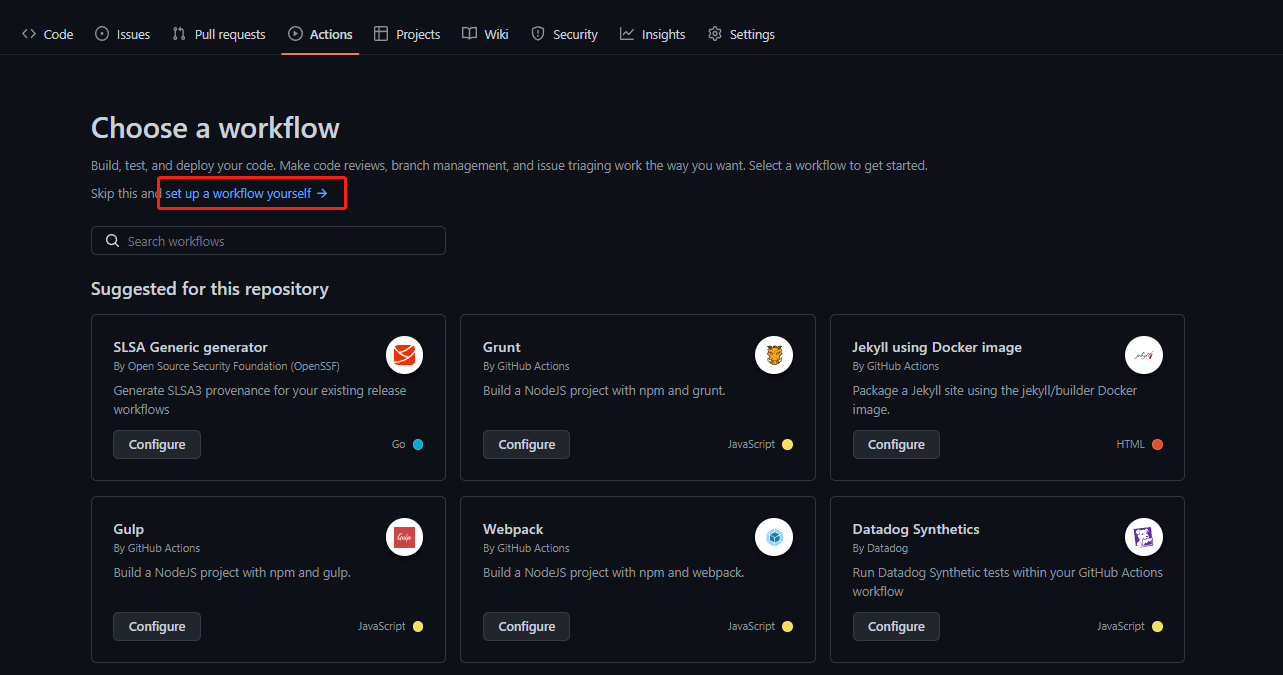 Code Issues Pull requests Actions Projects Wiki Security Insights Settings
Choose a workflow
Build, test, and deploy your code. Make code reviews, branch management, and issue triaging work the way you want. Select a workflow to get started.
Skip this and set up a workflow yourself →
Search workflows
Suggested for this repository
SLSA Generic generator
By Open Source Security Foundation (OpenSSF)
Generate SLSA3 provenance for your existing release
workflows
Configure
Go
Grunt
By GitHub Actions
Build a NodeJS project with npm and grunt.
Configure
JavaScript
Jekyll using Docker image
By GitHub Actions
Package a Jekyll site using the jekyll/builder Docker
image.
jekyll
Configure
HTML
Gulp
By GitHub Actions
Build a NodeJS project with npm and gulp.
Gulp
Configure
JavaScript
Webpack
By GitHub Actions
Build a NodeJS project with npm and webpack.
Configure
JavaScript
Datadog Synthetics
By Datadog
Run Datadog Synthetic tests within your GitHub Actions
workflow
Configure
JavaScript